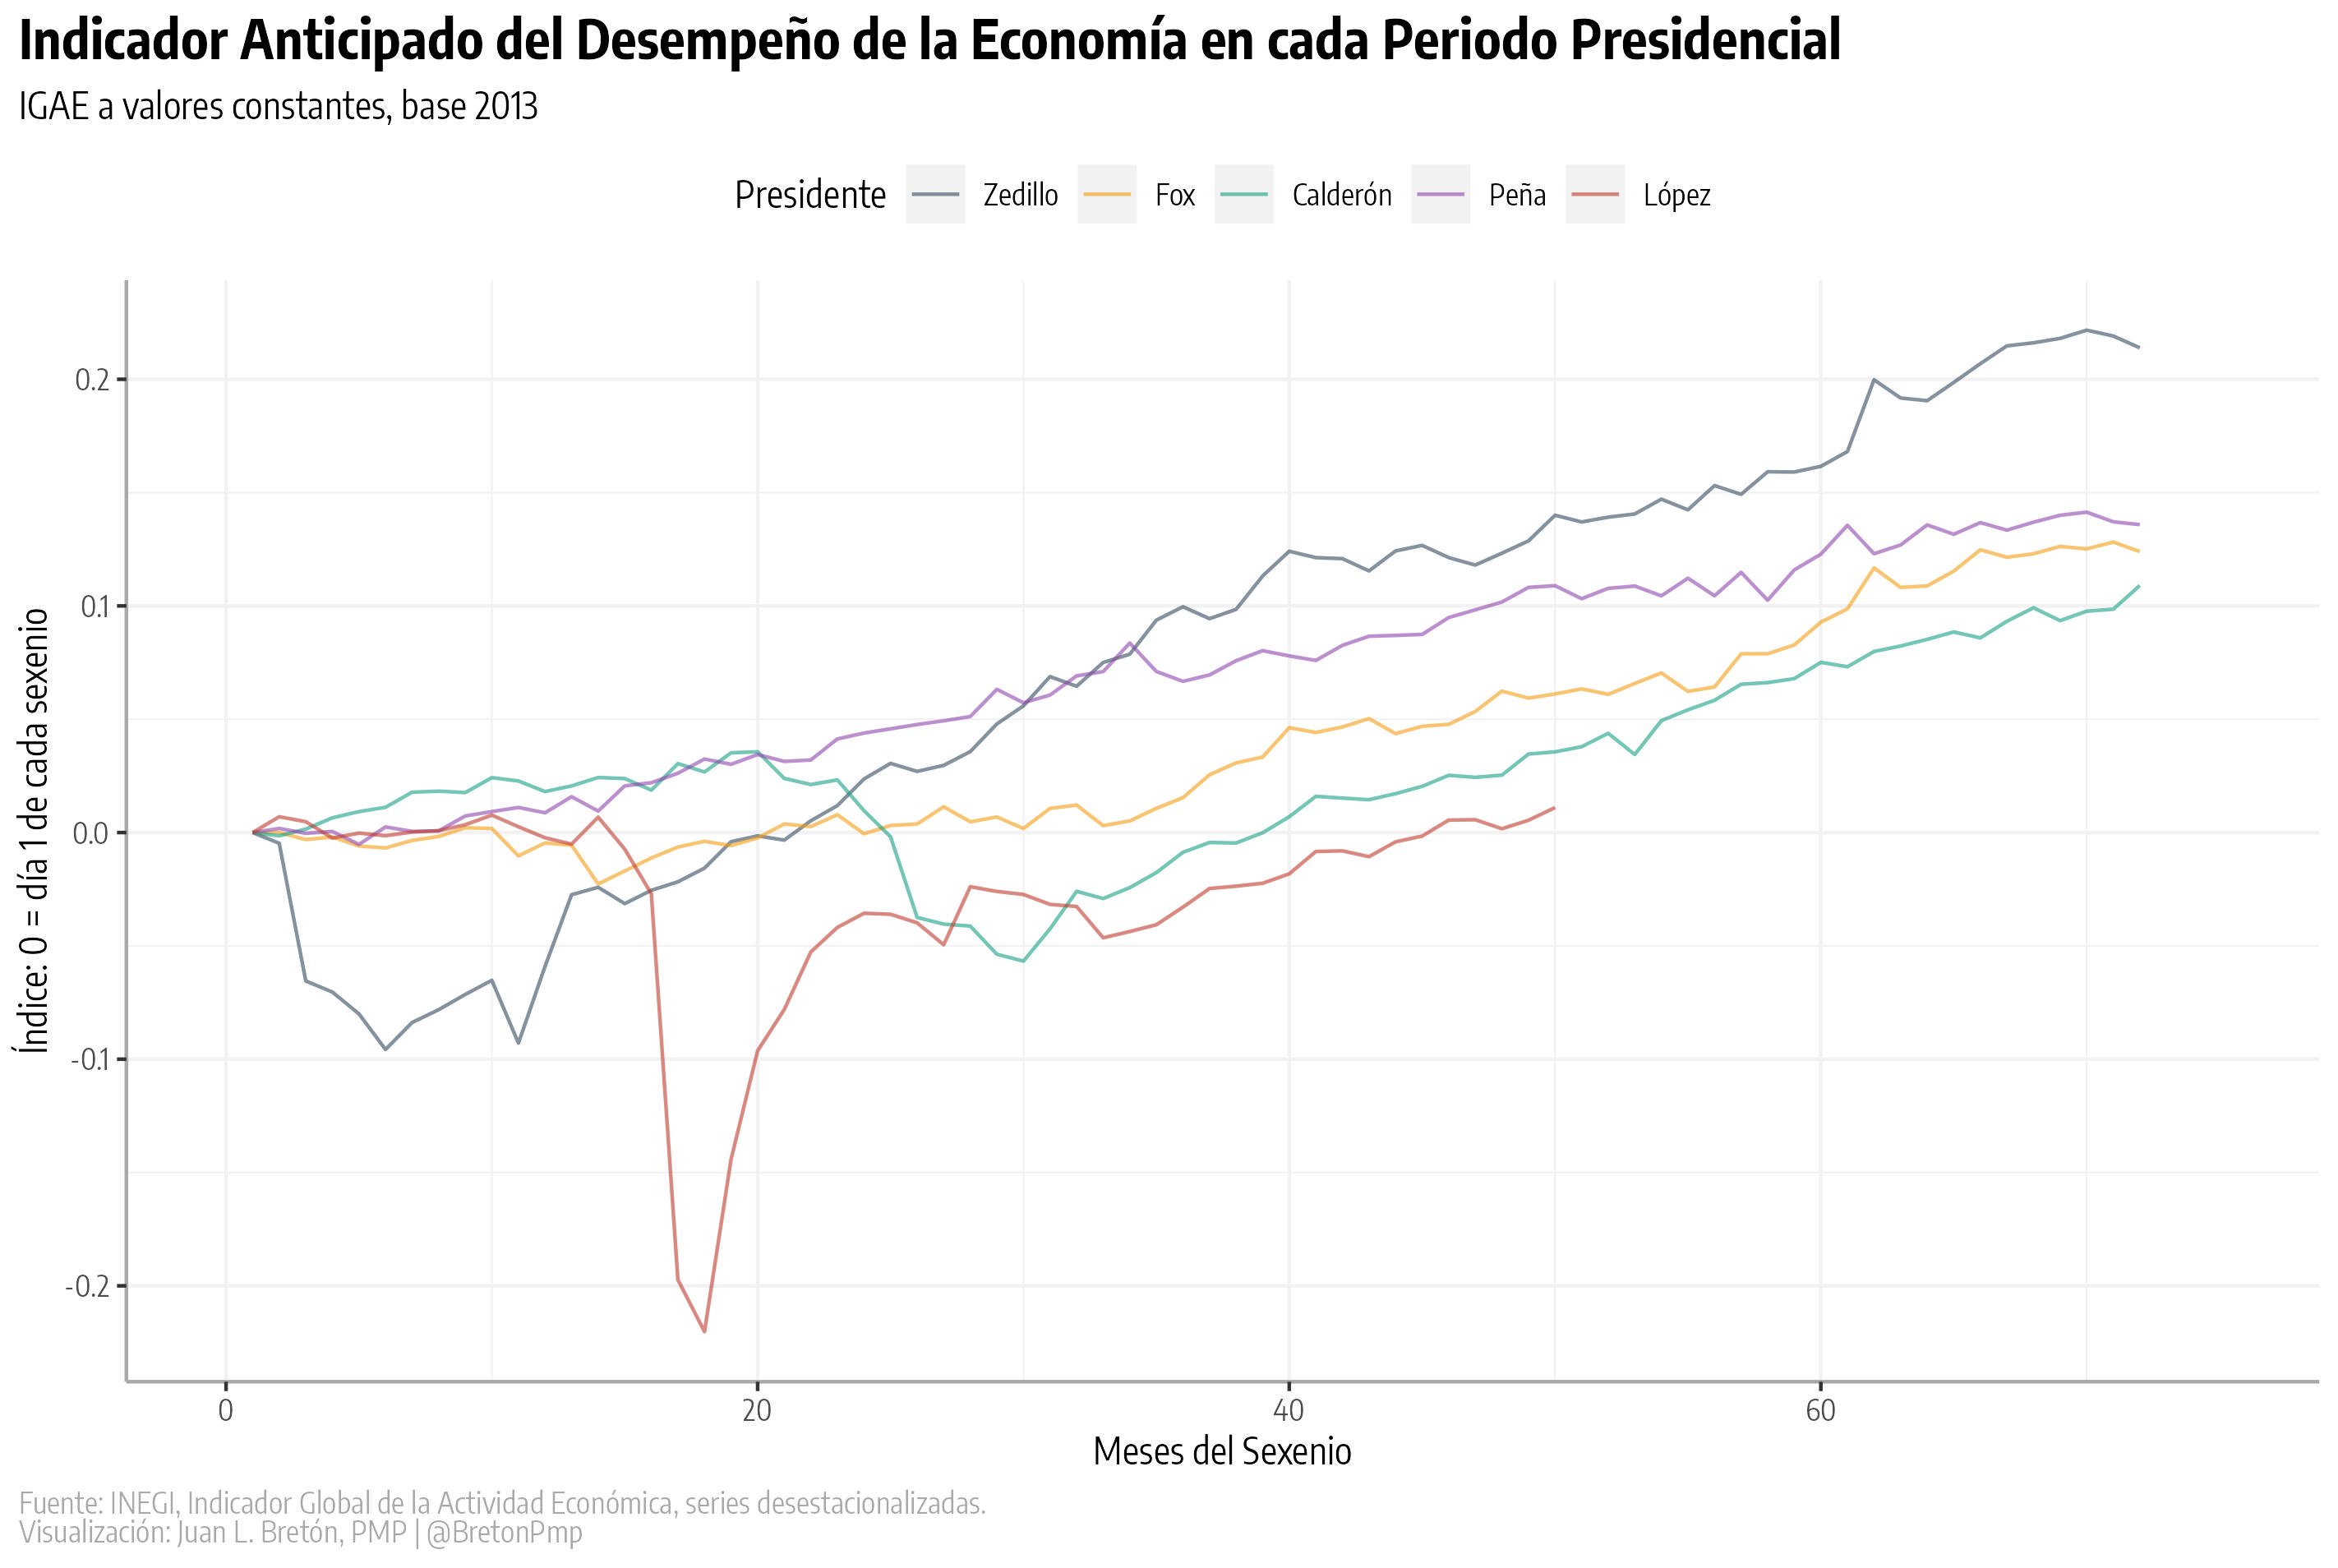 Indicador Anticipado del Desempeño de la Economía en cada Periodo Presidencial
IGAE a valores constantes, base 2013
Presidente Zedillo Fox Calderón Peña López
Índice: 0 = día 1 de cada sexenio
0.2
0.1
0.0
-0.1
-0.2
0 20 40 60
Meses del Sexenio
Fuente: INEGI, Indicador Global de la Actividad Económica, series desestacionalizadas.
Visualización: Juan L. Bretón, PMP | @BretonPmp